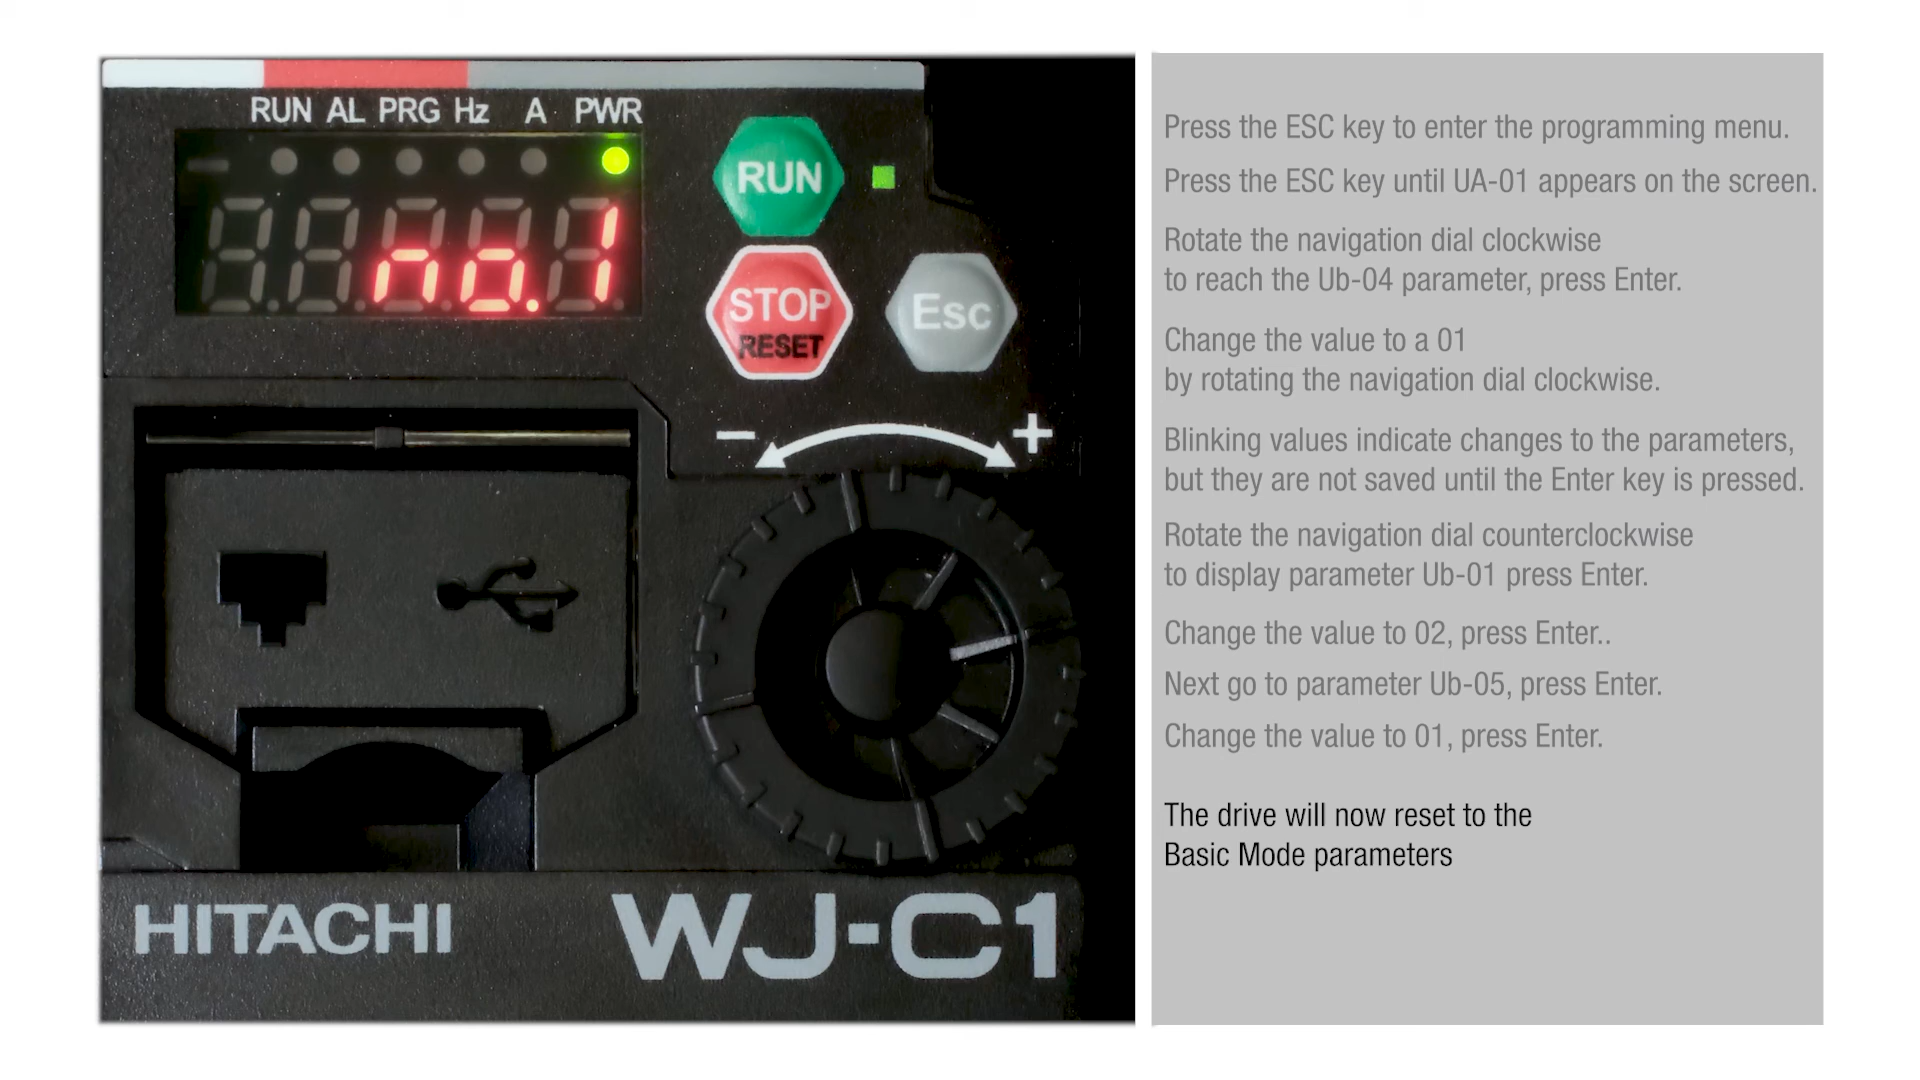 RUN AL PRG Hz A PWR
no.1
RUN
STOP
RESET
Esc
− +
HITACHI
WJ-C1
Press the ESC key to enter the programming menu.
Press the ESC key until UA-01 appears on the screen.
Rotate the navigation dial clockwise
to reach the Ub-04 parameter, press Enter.
Change the value to a 01
by rotating the navigation dial clockwise.
Blinking values indicate changes to the parameters,
but they are not saved until the Enter key is pressed.
Rotate the navigation dial counterclockwise
to display parameter Ub-01 press Enter.
Change the value to 02, press Enter..
Next go to parameter Ub-05, press Enter.
Change the value to 01, press Enter.
The drive will now reset to the
Basic Mode parameters